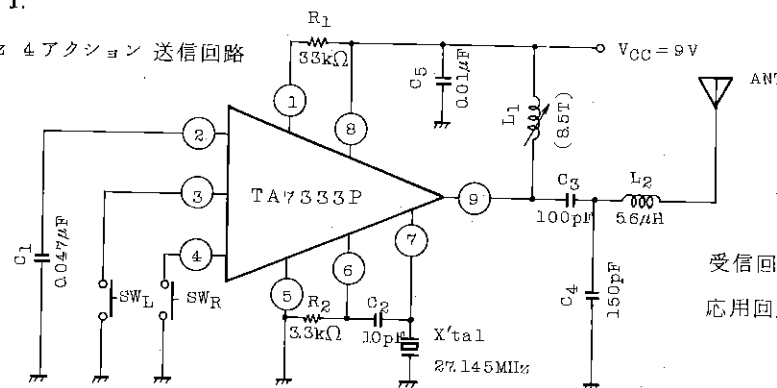 1.
z 4アクション 送信回路
R1
33kΩ
VCC=9V
C5
0.01μF
L1
(8.5T)
ANT
1
2
8
3
TA7333P
9
C3
100pF
L2
5.6μH
C1
0.047μF
4
7
6
5
SWL
SWR
R2
3.3kΩ
C2
10pF
X'tal
27.145MHz
C4
150pF
受信回
応用回